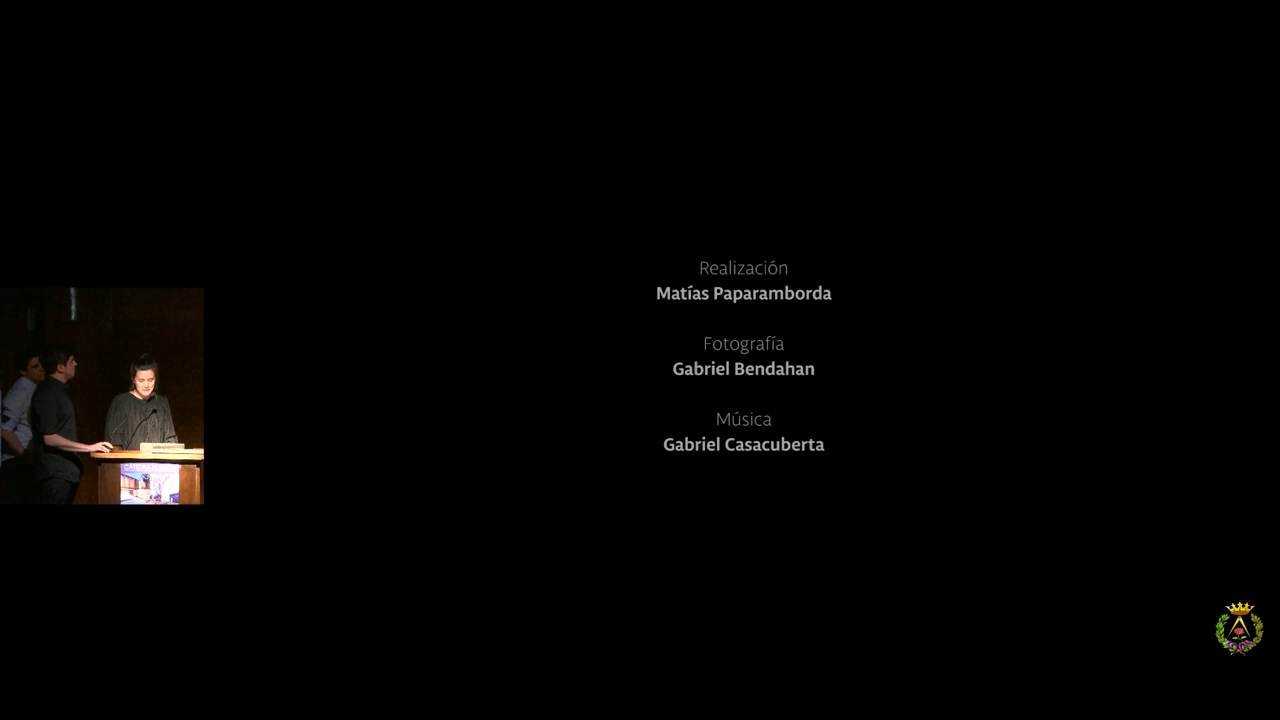 Realización
Matías Paparamborda
Fotografía
Gabriel Bendahan
Música
Gabriel Casacuberta